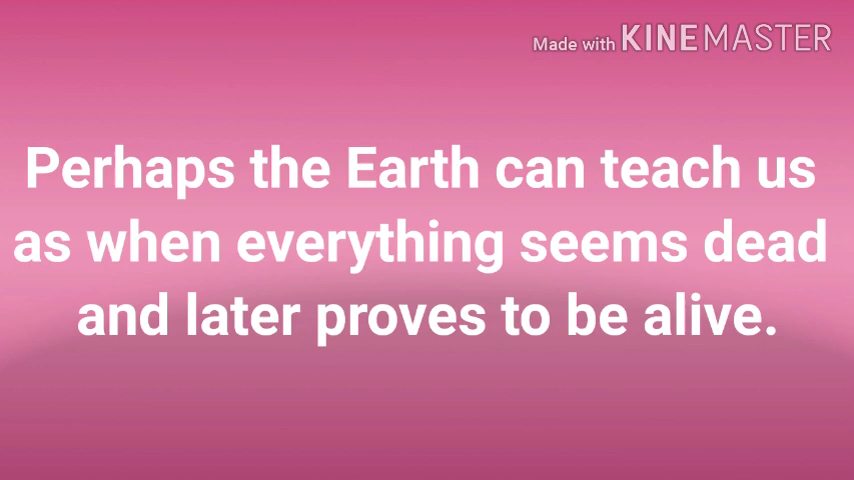 Made with KINEMASTER
Perhaps the Earth can teach us
as when everything seems dead
and later proves to be alive.